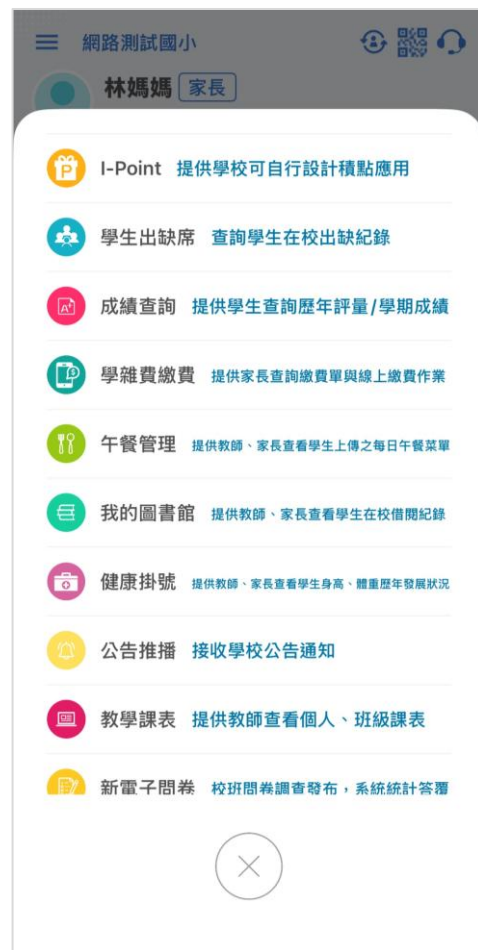 網路測試國小
林媽媽 家長
I-Point 提供學校可自行設計積點應用
學生出缺席 查詢學生在校出缺紀錄
成績查詢 提供學生查詢歷年評量/學期成績
學雜費繳費 提供家長查詢繳費單與線上繳費作業
午餐管理 提供教師、家長查看學生上傳之每日午餐菜單
我的圖書館 提供教師、家長查看學生在校借閱紀錄
健康掛號 提供教師、家長查看學生身高、體重歷年發展狀況
公告推播 接收學校公告通知
教學課表 提供教師查看個人、班級課表
新電子問卷 校班問卷調查發布，系統統計答覆